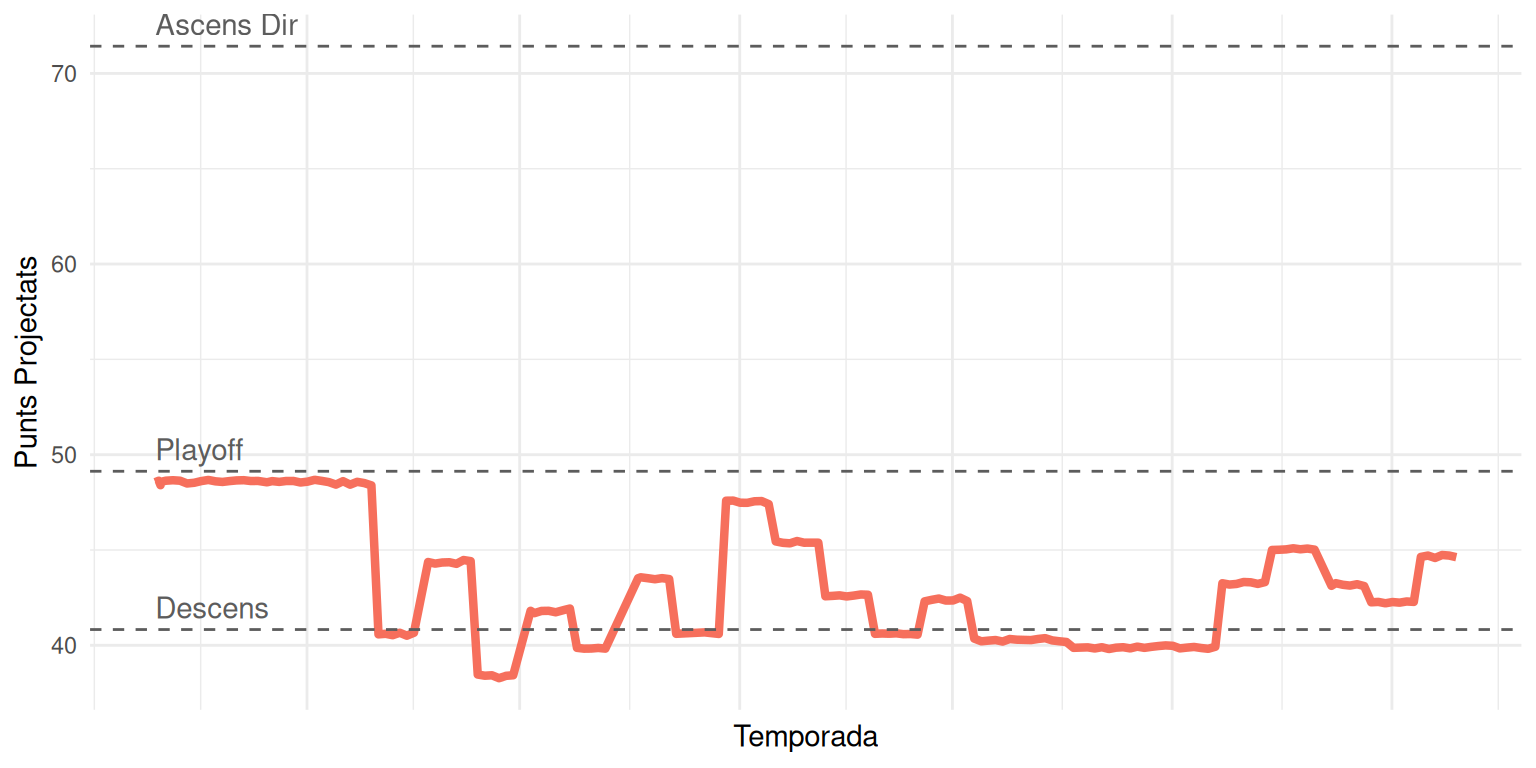 Ascens Dir
70
60
Punts Projectats
Playoff
50
Descens
40
Temporada